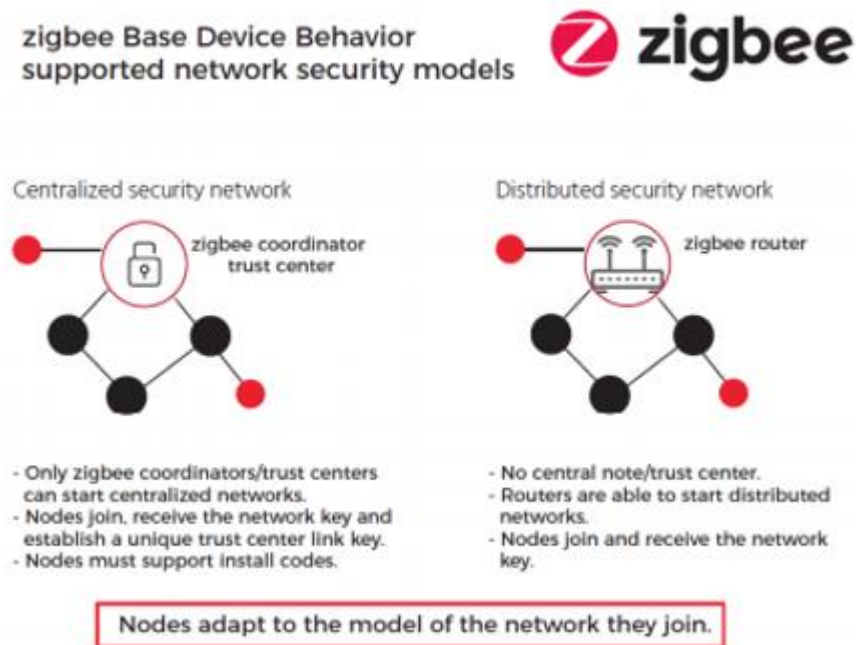 zigbee Base Device Behavior
supported network security models
zigbee
Centralized security network
zigbee coordinator
trust center
- Only zigbee coordinators/trust centers
can start centralized networks.
- Nodes join, receive the network key and
establish a unique trust center link key.
- Nodes must support install codes.
Distributed security network
zigbee router
- No central note/trust center.
- Routers are able to start distributed
networks.
- Nodes join and receive the network
key.
Nodes adapt to the model of the network they join.